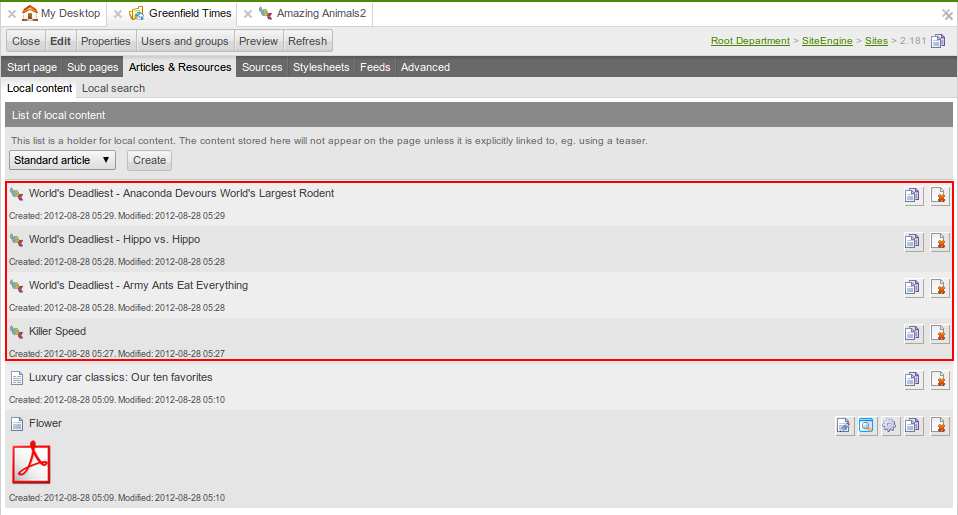 My Desktop Greenfield Times Amazing Animals2
Close Edit Properties Users and groups Preview Refresh Root Department > SiteEngine > Sites > 2.181
Start page Sub pages Articles & Resources Sources Stylesheets Feeds Advanced
Local content Local search
List of local content
This list is a holder for local content. The content stored here will not appear on the page unless it is explicitly linked to, eg. using a teaser.
Standard article Create
World's Deadliest - Anaconda Devours World's Largest Rodent
Created: 2012-08-28 05:29. Modified: 2012-08-28 05:29
World's Deadliest - Hippo vs. Hippo
Created: 2012-08-28 05:28. Modified: 2012-08-28 05:28
World's Deadliest - Army Ants Eat Everything
Created: 2012-08-28 05:28. Modified: 2012-08-28 05:28
Killer Speed
Created: 2012-08-28 05:27. Modified: 2012-08-28 05:27
Luxury car classics: Our ten favorites
Created: 2012-08-28 05:09. Modified: 2012-08-28 05:10
Flower
Created: 2012-08-28 05:09. Modified: 2012-08-28 05:10